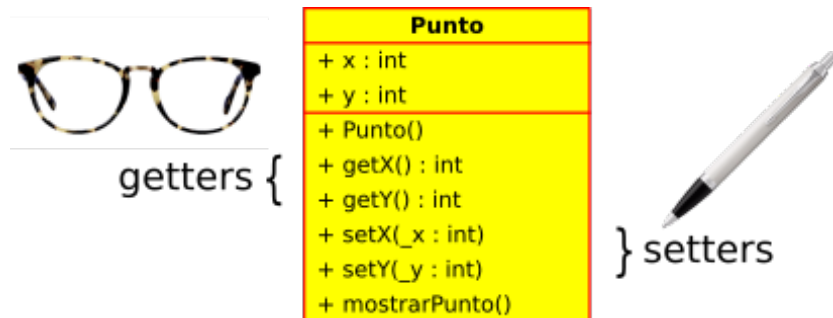 Punto
+ x : int
+ y : int
+ Punto()
+ getX() : int
+ getY() : int
+ setX(_x : int)
+ setY(_y : int)
+ mostrarPunto()
getters {
} setters